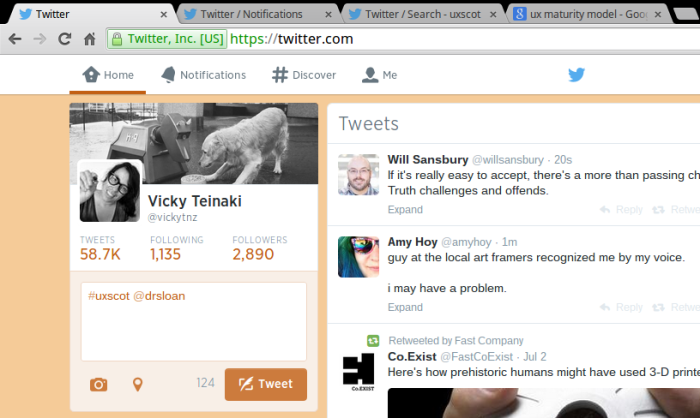 Twitter
Twitter / Notifications
Twitter / Search - uxscot
ux maturity model - Goo
Twitter, Inc. [US]
https://twitter.com
Home
Notifications
# Discover
Me
Vicky Teinaki
@vickytnz
TWEETS
FOLLOWING
FOLLOWERS
58.7K
1,135
2,890
#uxscot @drsloan
124
Tweet
Tweets
Will Sansbury @willsansbury · 20s
If it's really easy to accept, there's a more than passing ch
Truth challenges and offends.
Expand
Reply
Retwe
Amy Hoy @amyhoy · 1m
guy at the local art framers recognized me by my voice.
i may have a problem.
Expand
Reply
Retwe
Retweeted by Fast Company
Co.Exist @FastCoExist · Jul 2
Here's how prehistoric humans might have used 3-D printe
Co.EXIST